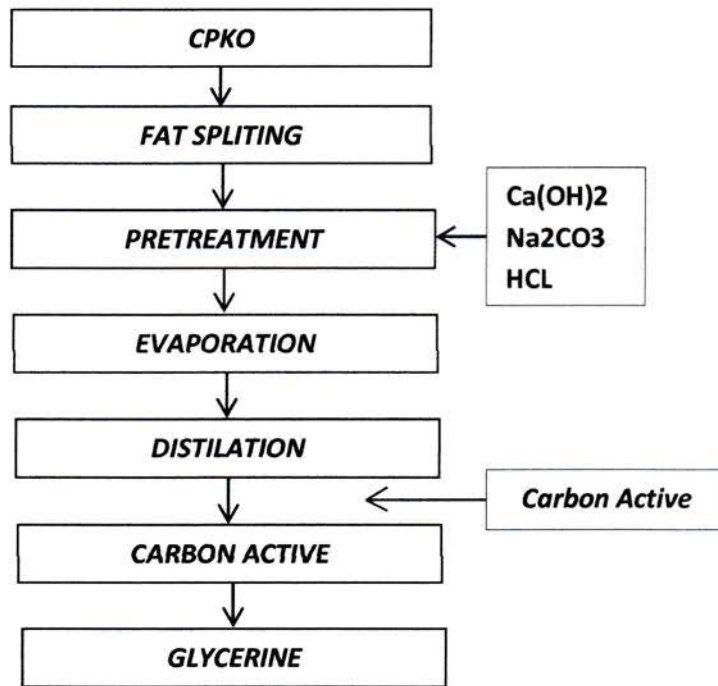 CPKO
FAT SPLITING
PRETREATMENT
Ca(OH)2
Na2CO3
HCL
EVAPORATION
DISTILATION
Carbon Active
CARBON ACTIVE
GLYCERINE